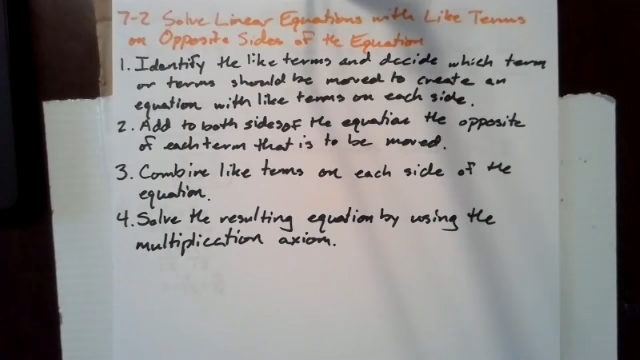 7-2 Solve Linear Equations with Like Terms
on Opposite Sides of the Equation
1. Identify the like terms and decide which term
or terms should be moved to create an
equation with like terms on each side.
2. Add to both sides of the equation the opposite
of each term that is to be moved.
3. Combine like terms on each side of the
equation.
4. Solve the resulting equation by using the
multiplication axiom.